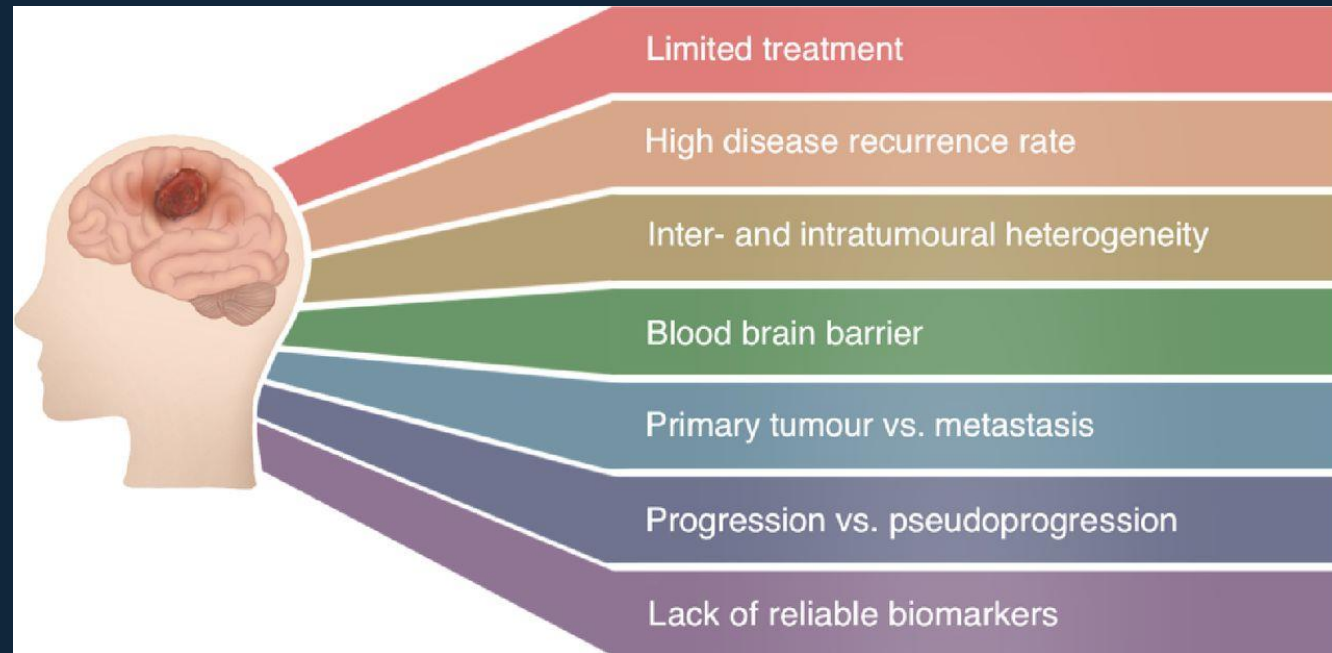 Limited treatment
High disease recurrence rate
Inter- and intratumoural heterogeneity
Blood brain barrier
Primary tumour vs. metastasis
Progression vs. pseudoprogression
Lack of reliable biomarkers